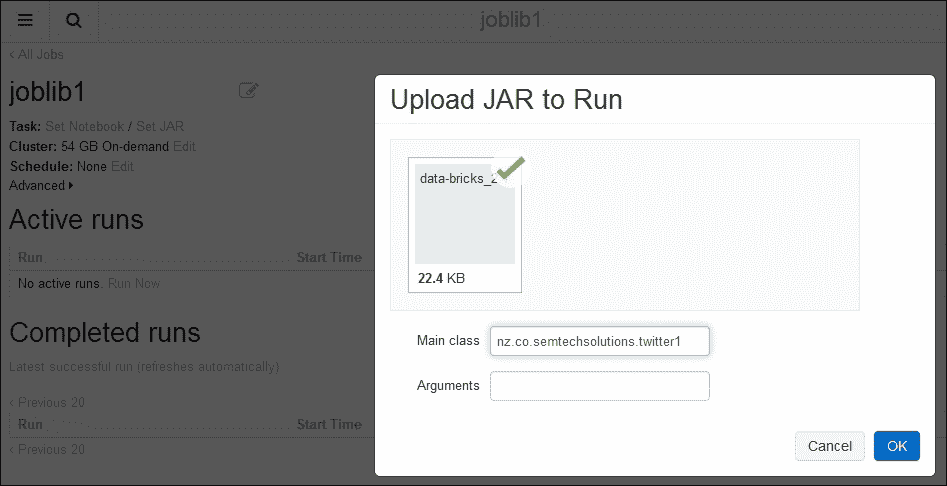 joblib1
< All Jobs
joblib1
Task: Set Notebook / Set JAR
Cluster: 54 GB On-demand Edit
Schedule: None Edit
Advanced
Active runs
Run Start Time
No active runs. Run Now
Completed runs
Latest successful run (refreshes automatically)
< Previous 20
Run Start Time
< Previous 20
Upload JAR to Run
data-bricks_2
22.4 KB
Main class nz.co.semtechsolutions.twitter1
Arguments
Cancel OK